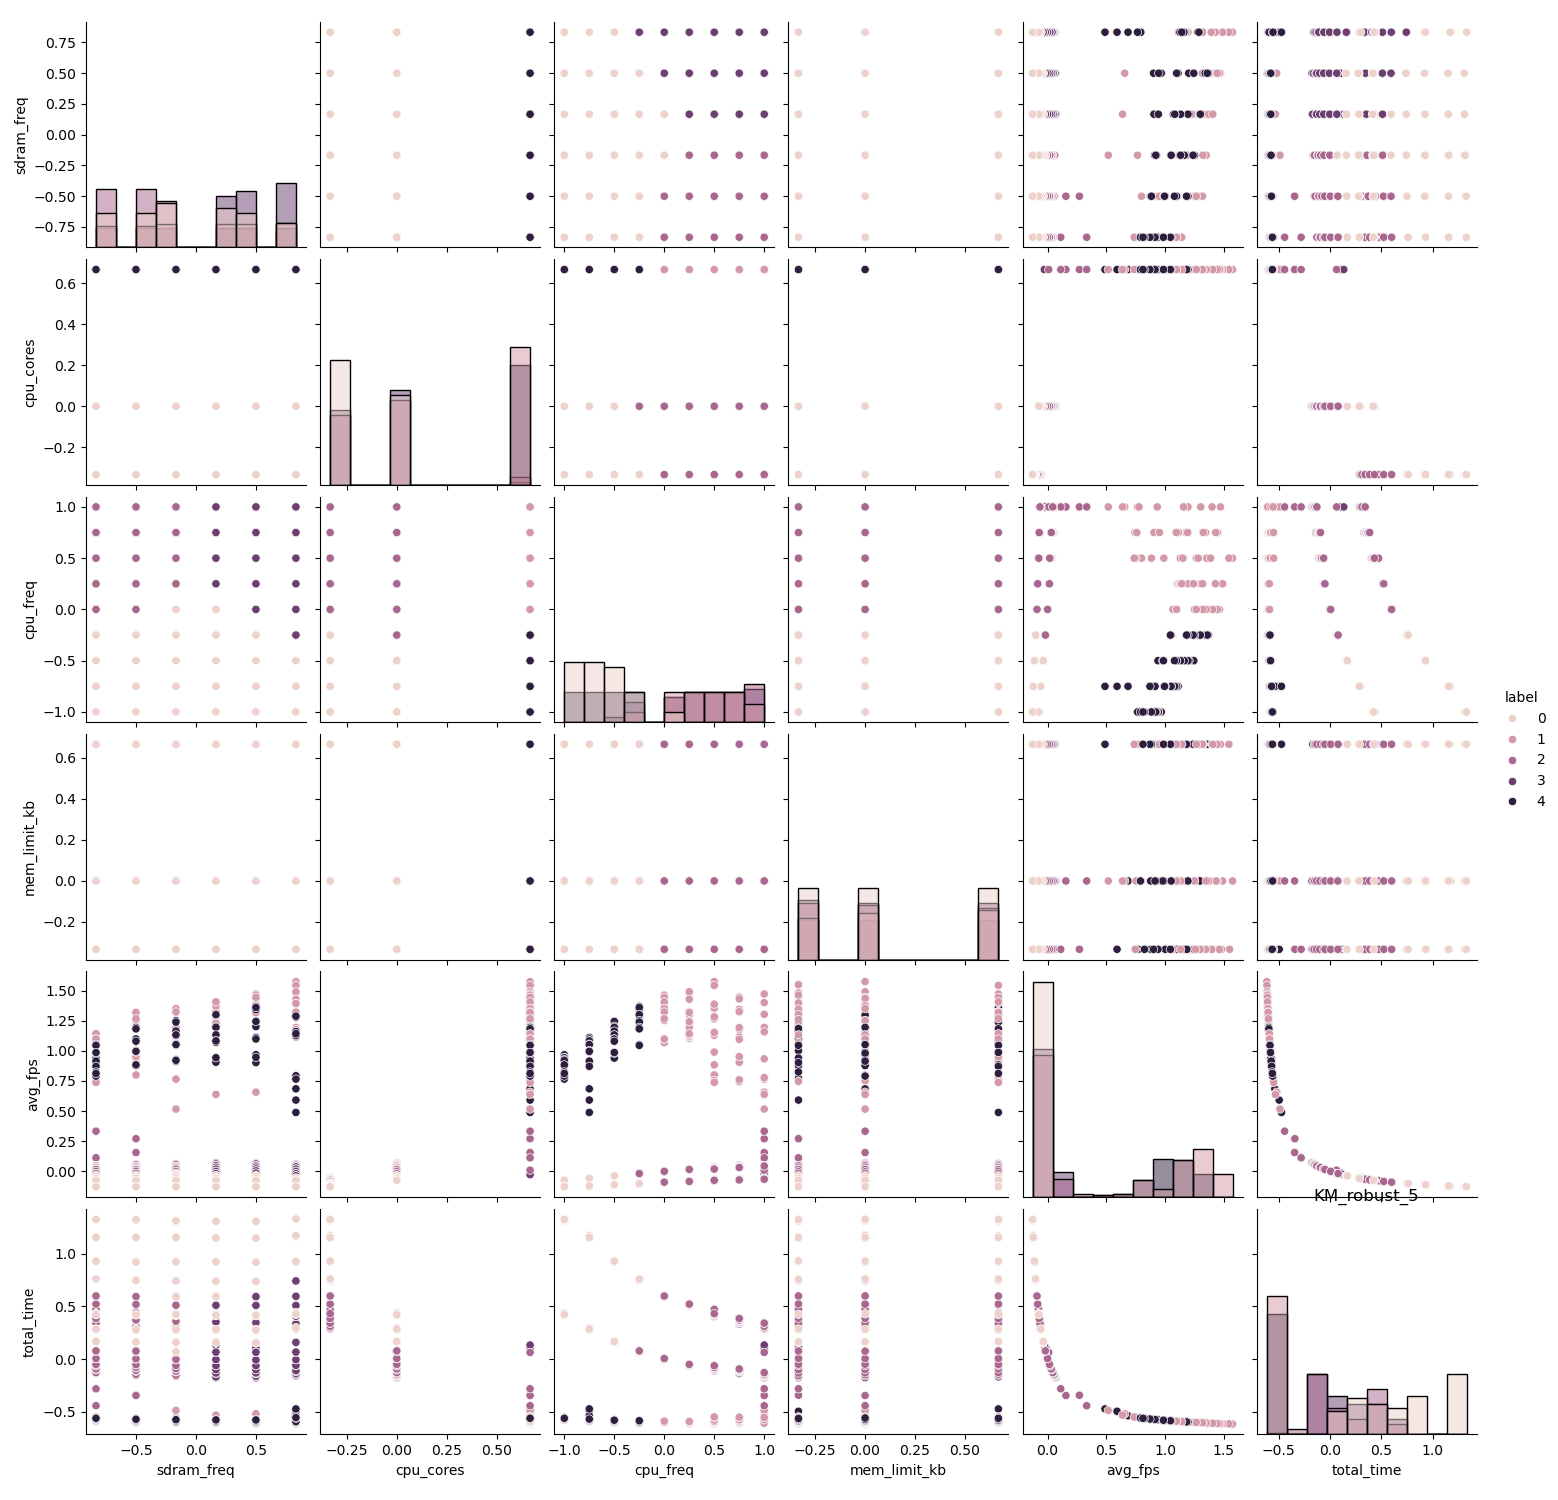 0.75
0.50
0.25
0.00
−0.25
−0.50
−0.75
sdram_freq
0.6
0.4
0.2
0.0
−0.2
cpu_cores
1.0
0.5
0.0
−0.5
−1.0
cpu_freq
label
0
1
2
3
4
0.6
0.4
0.2
0.0
−0.2
mem_limit_kb
1.50
1.25
1.00
0.75
0.50
0.25
0.00
avg_fps
KM_robust_5
1.0
0.5
0.0
−0.5
total_time
−0.5 0.0 0.5
−0.25 0.00 0.25 0.50
−1.0 −0.5 0.0 0.5 1.0
−0.25 0.00 0.25 0.50
0.0 0.5 1.0 1.5
−0.5 0.0 0.5 1.0
sdram_freq cpu_cores cpu_freq mem_limit_kb avg_fps total_time